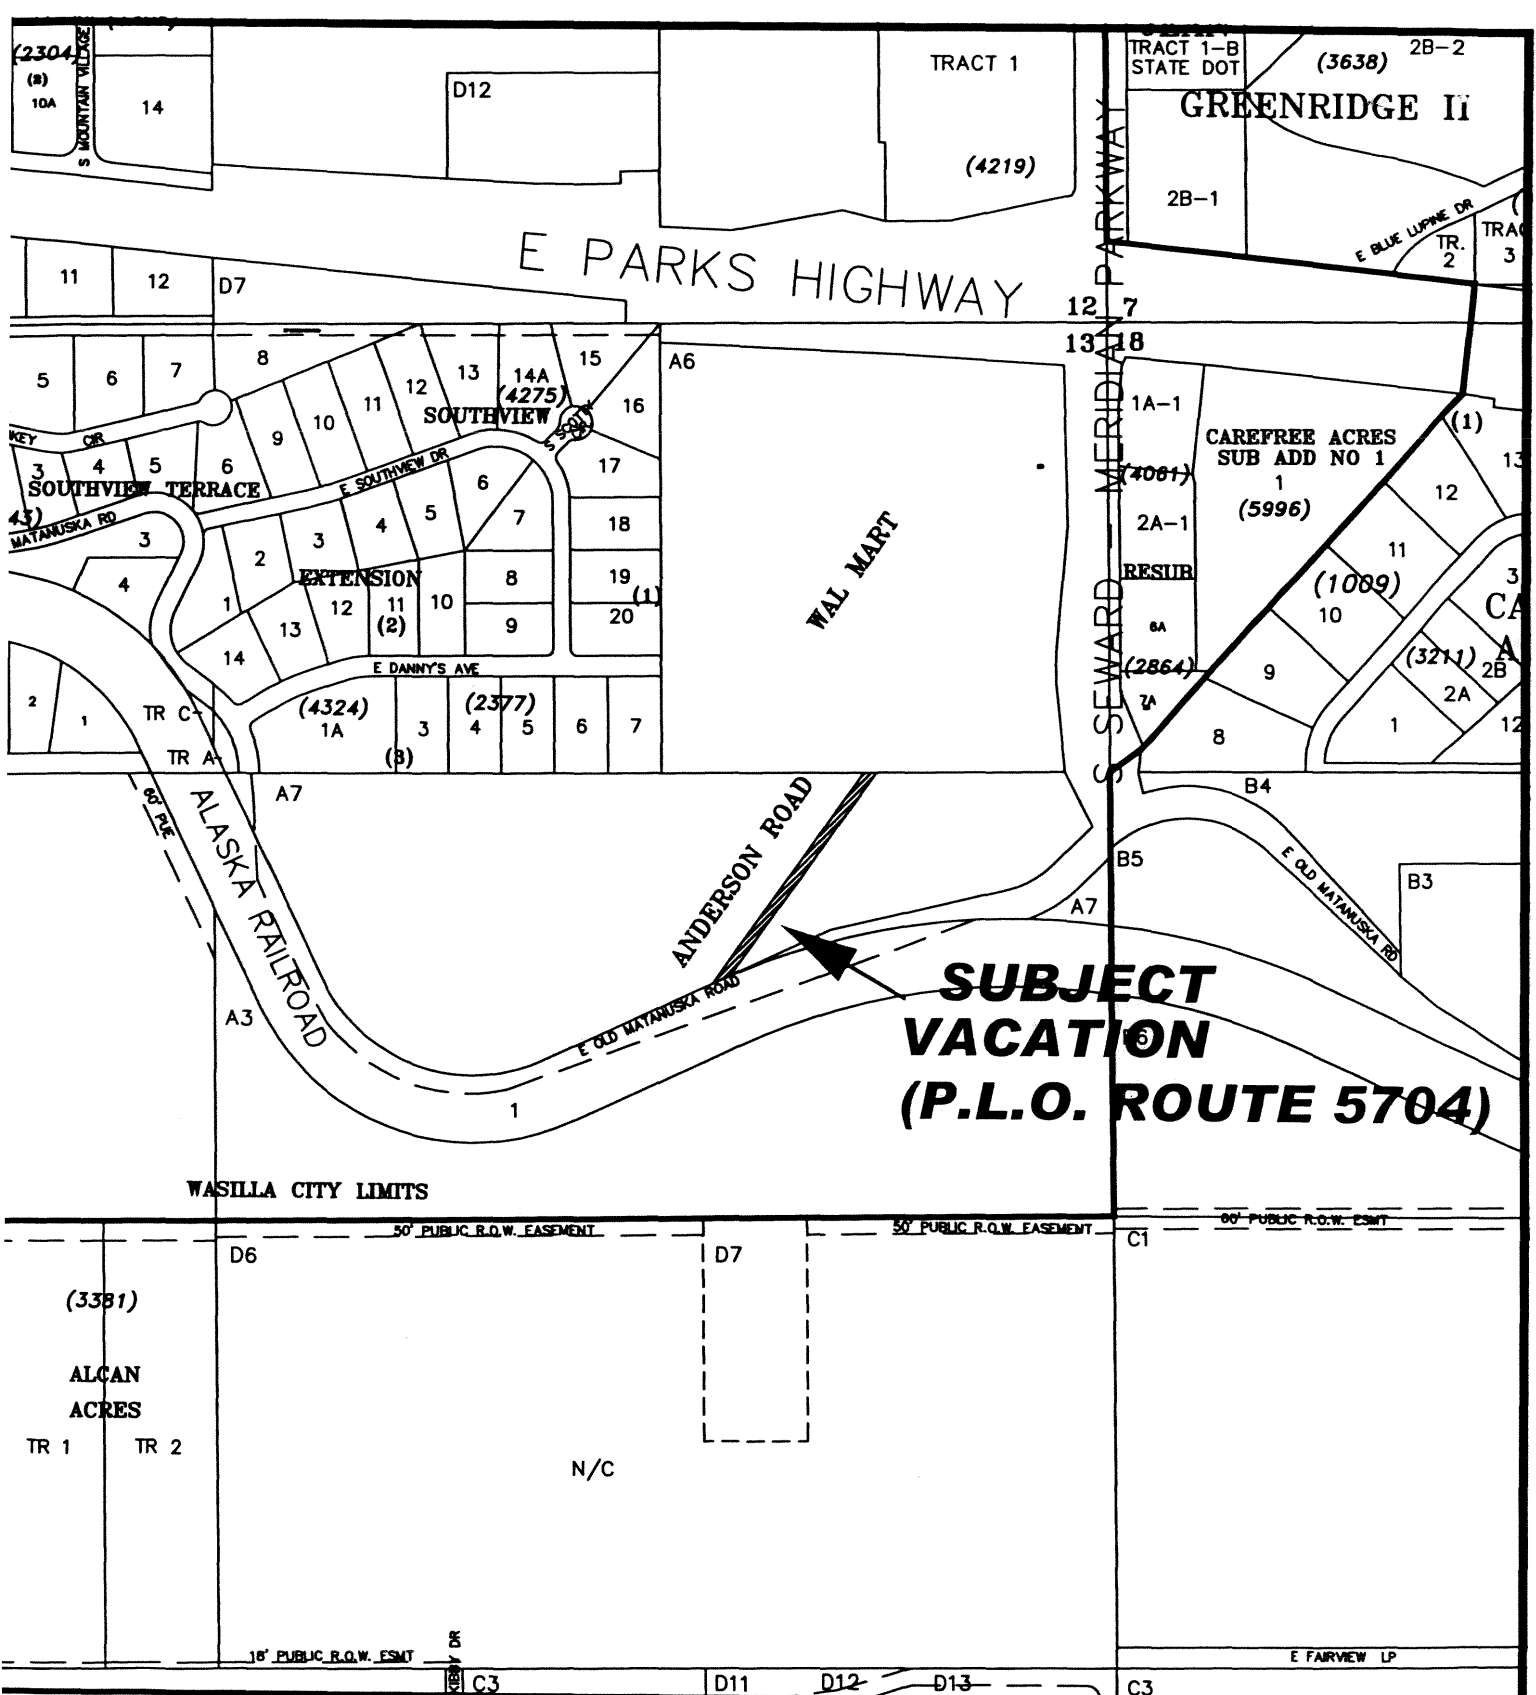 (2304)
(2)
10A
S MOUNTAIN VILLAGE
14
D12
TRACT 1
(4219)
TRACT 1-B
STATE DOT
(3638)
2B-2
GREENRIDGE II
2B-1
E BLUE LUPINE DR
TR.
2
3
E PARKS HIGHWAY
S SEWARD - MERIDIAN PARKWAY
11
12
D7
12
7
13
18
5
6
7
8
9
10
11
12
13
14A
(4275)
SOUTHVIEW
15
16
S SCOTT
A6
CIR
3
4
5
6
SOUTHVIEW TERRACE
E SOUTHVIEW DR
MATANUSKA RD
3
4
1
2
3
4
5
6
7
17
18
19
(1)
20
EXTENSION
8
9
10
11
(2)
12
13
14
E DANNY'S AVE
(4324)
1A
(3)
3
(2377)
4
5
6
7
2
1
TR C-
TR A-
WAL MART
1A-1
(4061)
2A-1
RESUB
6A
(2864)
7A
CAREFREE ACRES
SUB ADD NO 1
1
(5996)
(1)
13
12
11
(1009)
10
9
8
3
(3211)
2B
2A
1
12
A7
60' PUE
ALASKA RAILROAD
A3
ANDERSON ROAD
E OLD MATANUSKA ROAD
1
B4
B5
B3
A7
E OLD MATANUSKA RD
SUBJECT
VACATION
(P.L.O. ROUTE 5704)
WASILLA CITY LIMITS
50' PUBLIC R.O.W. EASEMENT
50' PUBLIC R.O.W. EASEMENT
60' PUBLIC R.O.W. ESMT
D6
D7
C1
(3381)
ALCAN
ACRES
TR 1
TR 2
N/C
18' PUBLIC R.O.W. ESMT
E FAIRVIEW LP
C3
D11
D12
D13
C3